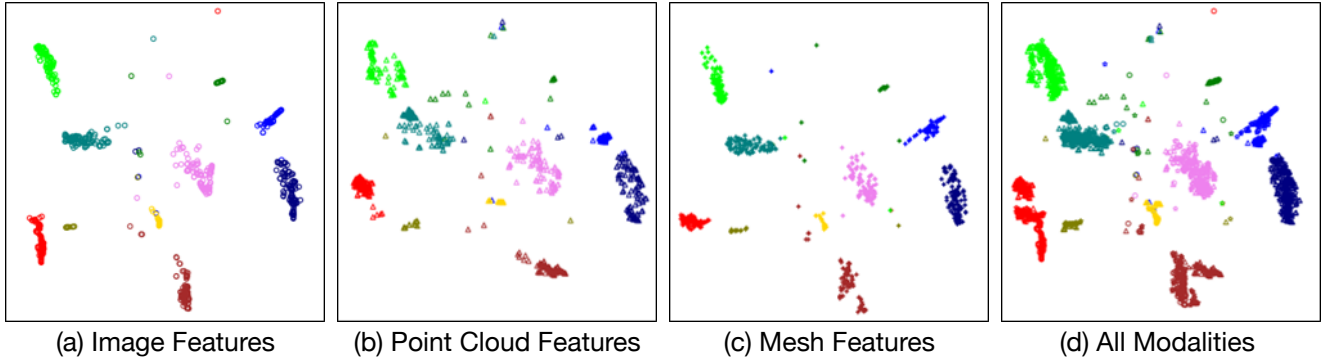 (a) Image Features
(b) Point Cloud Features
(c) Mesh Features
(d) All Modalities